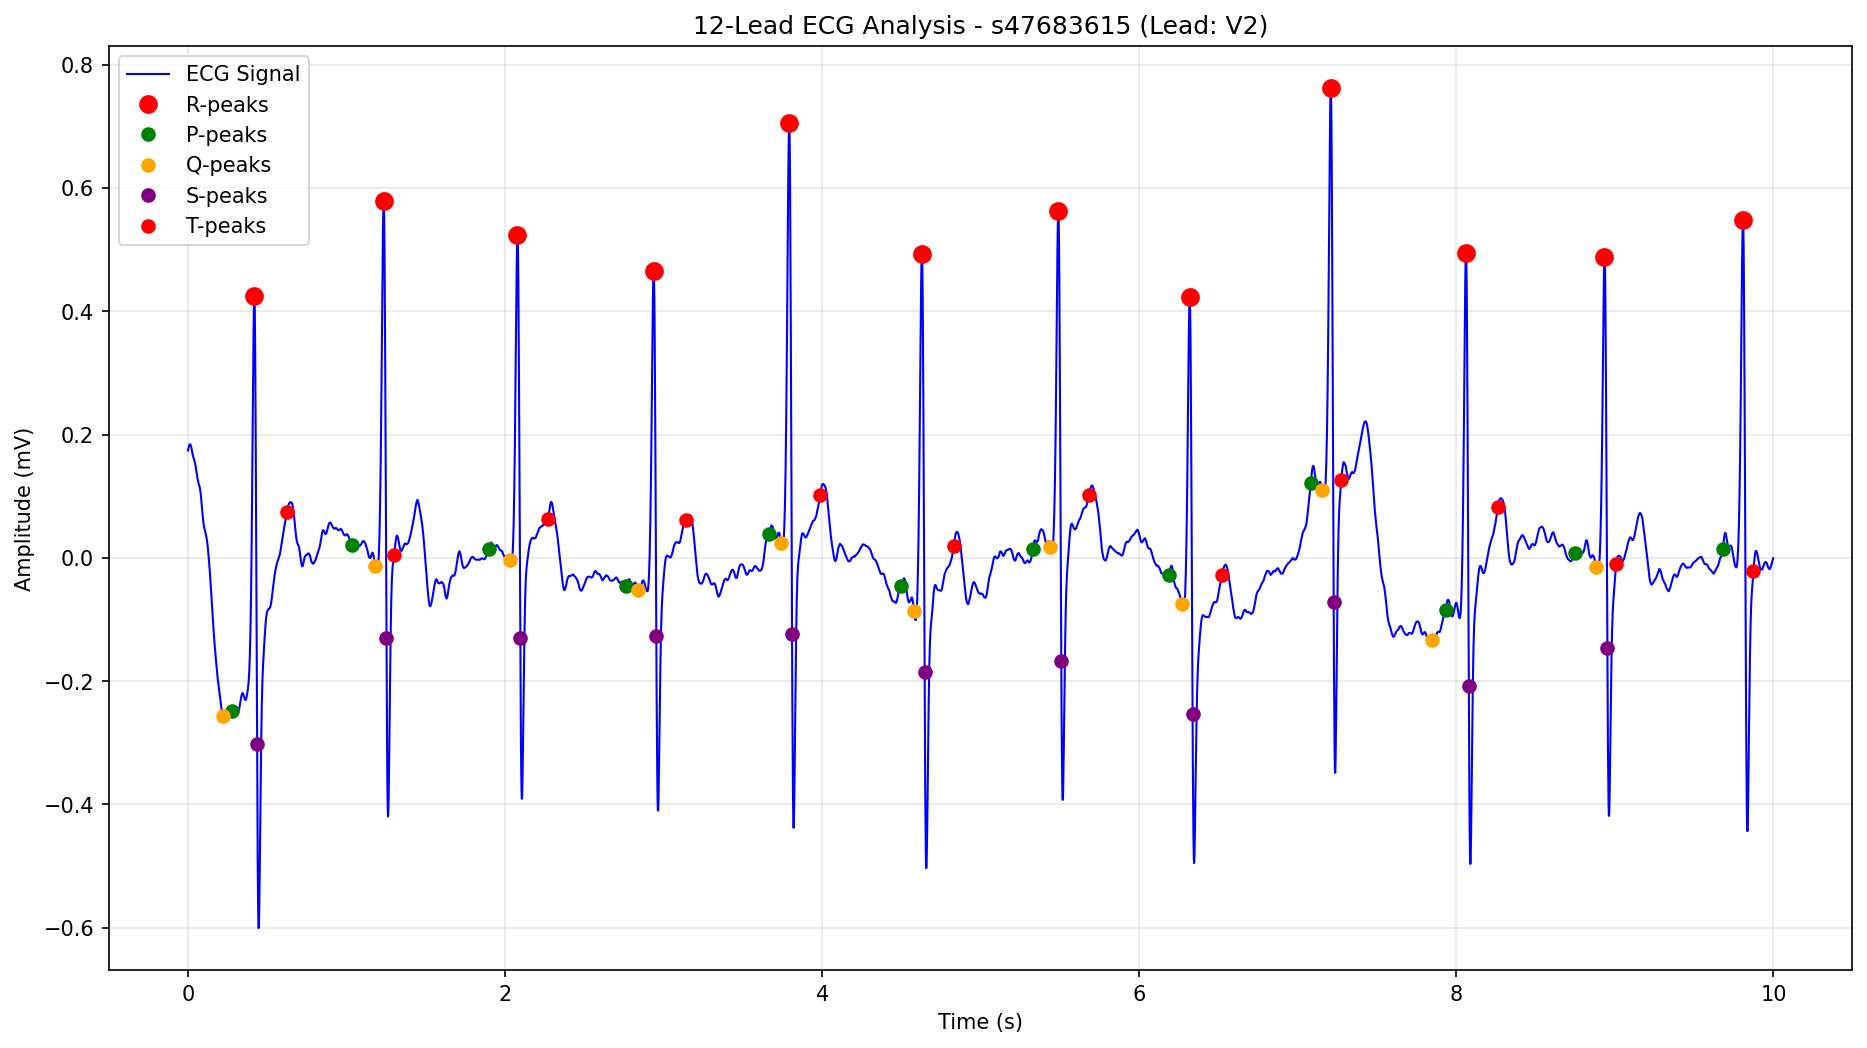 12-Lead ECG Analysis - s47683615 (Lead: V2)
ECG Signal
R-peaks
P-peaks
Q-peaks
S-peaks
T-peaks
Amplitude (mV)
0.8
0.6
0.4
0.2
0.0
−0.2
−0.4
−0.6
0
2
4
6
8
10
Time (s)